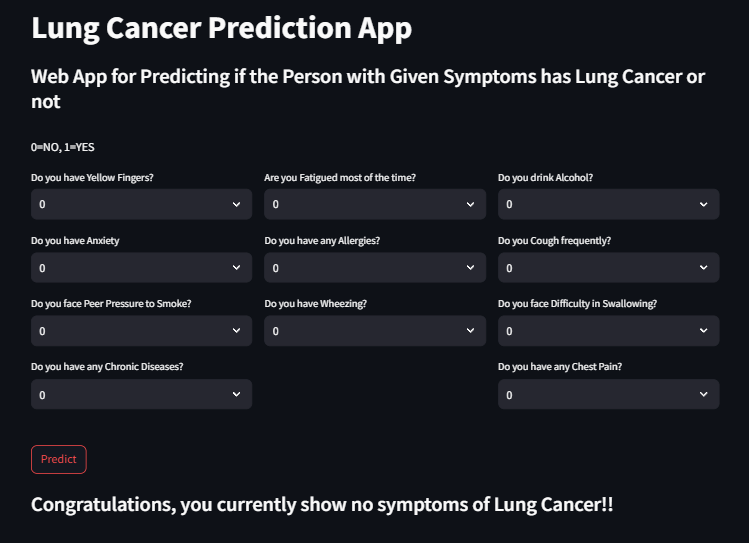 Lung Cancer Prediction App
Web App for Predicting if the Person with Given Symptoms has Lung Cancer or
not
0=NO, 1=YES
Do you have Yellow Fingers?
Are you Fatigued most of the time?
Do you drink Alcohol?
0
0
0
Do you have Anxiety
Do you have any Allergies?
Do you Cough frequently?
0
0
0
Do you face Peer Pressure to Smoke?
Do you have Wheezing?
Do you face Difficulty in Swallowing?
0
0
0
Do you have any Chronic Diseases?
Do you have any Chest Pain?
0
0
Predict
Congratulations, you currently show no symptoms of Lung Cancer!!